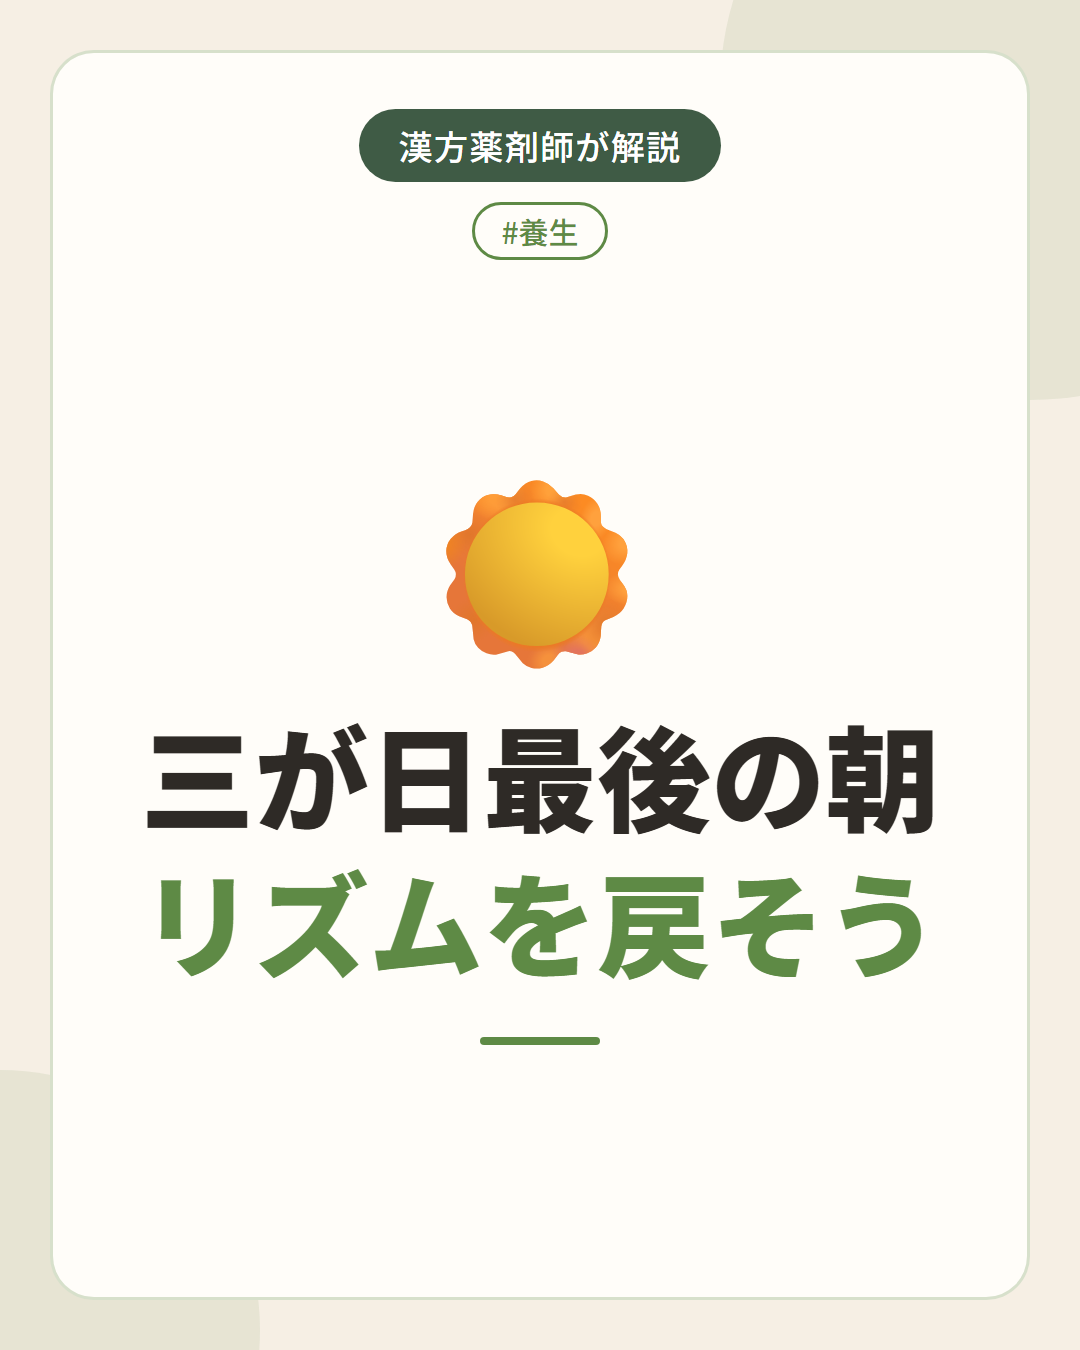 漢方薬剤師が解説
#養生
三が日最後の朝
リズムを戻そう